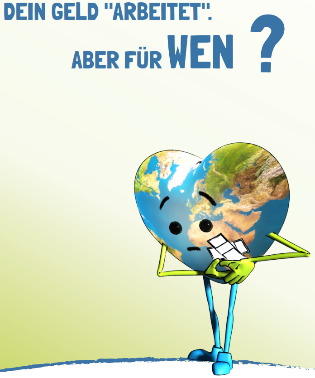 DEIN GELD "ARBEITET".
ABER FÜR WEN ?